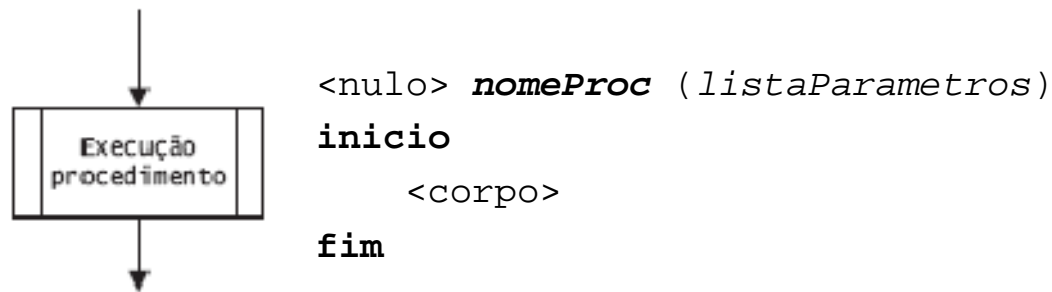 Execução
procedimento
<nulo> nomeProc (listaParametros)
inicio
<corpo>
fim